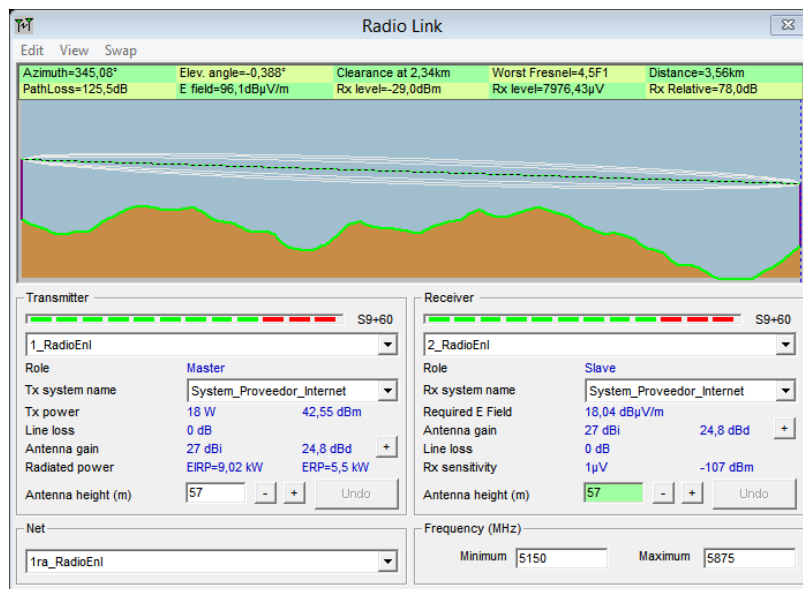 Radio Link
Edit View Swap
Azimuth=345,08° Elev. angle=-0,388° Clearance at 2,34km Worst Fresnel=4,5F1 Distance=3,56km
PathLoss=125,5dB E field=96,1dBµV/m Rx level=-29,0dBm Rx level=7976,43µV Rx Relative=78,0dB
Transmitter
S9+60
1_RadioEnl
Role Master
Tx system name System_Proveedor_Internet
Tx power 18 W 42,55 dBm
Line loss 0 dB
Antenna gain 27 dBi 24,8 dBd +
Radiated power EIRP=9,02 kW ERP=5,5 kW
Antenna height (m) 57 - + Undo
Net
1ra_RadioEnl
Receiver
S9+60
2_RadioEnl
Role Slave
Rx system name System_Proveedor_Internet
Required E Field 18,04 dBµV/m
Antenna gain 27 dBi 24,8 dBd +
Line loss 0 dB
Rx sensitivity 1µV -107 dBm
Antenna height (m) 57 - + Undo
Frequency (MHz)
Minimum 5150 Maximum 5875